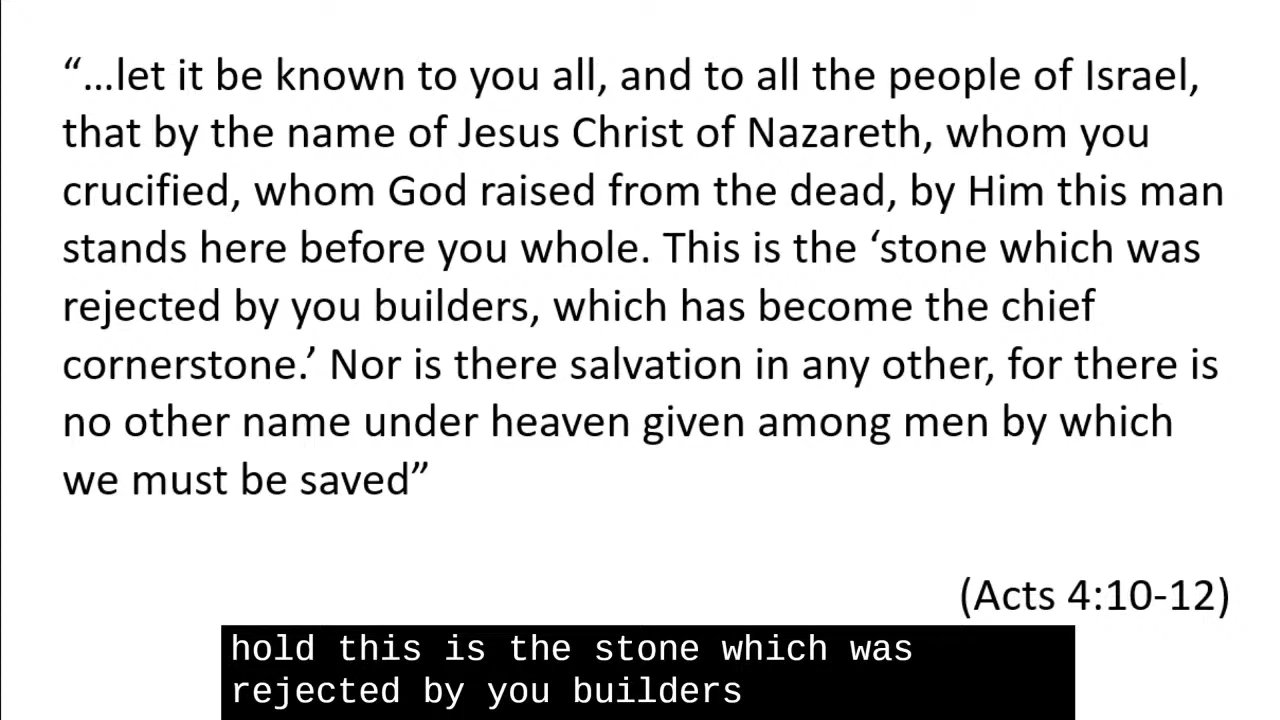 “…let it be known to you all, and to all the people of Israel,
that by the name of Jesus Christ of Nazareth, whom you
crucified, whom God raised from the dead, by Him this man
stands here before you whole. This is the ‘stone which was
rejected by you builders, which has become the chief
cornerstone.’ Nor is there salvation in any other, for there is
no other name under heaven given among men by which
we must be saved”
(Acts 4:10-12)
hold this is the stone which was
rejected by you builders